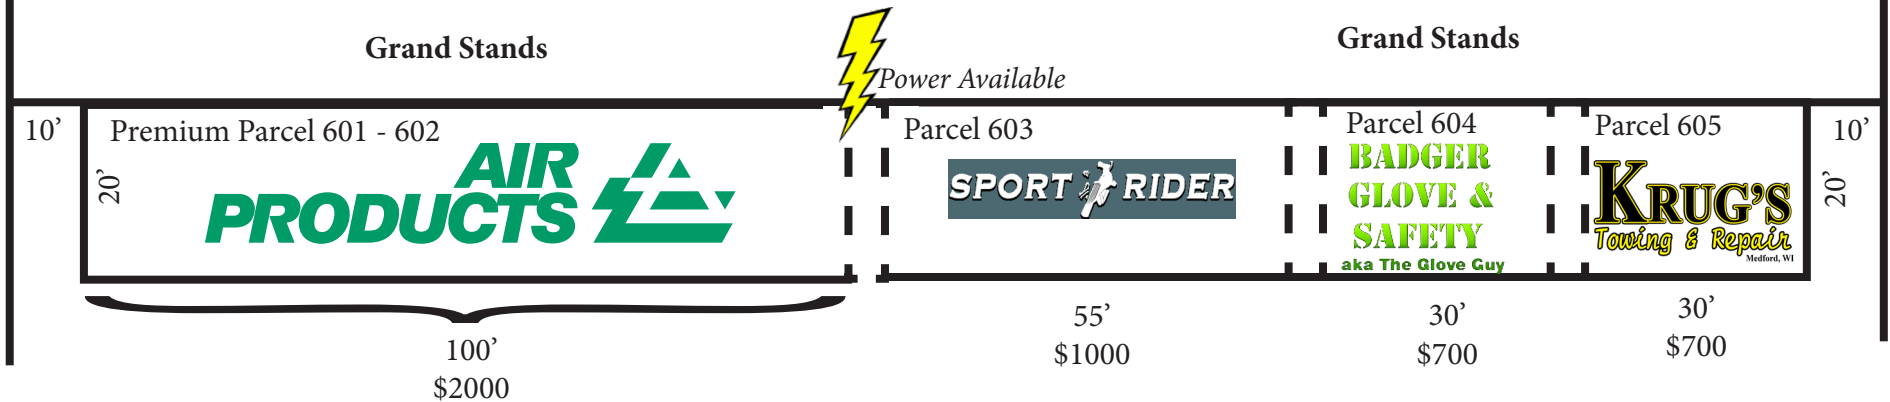 Grand Stands
Grand Stands
Power Available
10’
Premium Parcel 601 - 602
20’
AIR
PRODUCTS
Parcel 603
SPORT RIDER
Parcel 604
BADGER
GLOVE &
SAFETY
aka The Glove Guy
Parcel 605
KRUG'S
Towing & Repair
Medford, WI
10’
20’
100’
$2000
55’
$1000
30’
$700
30’
$700